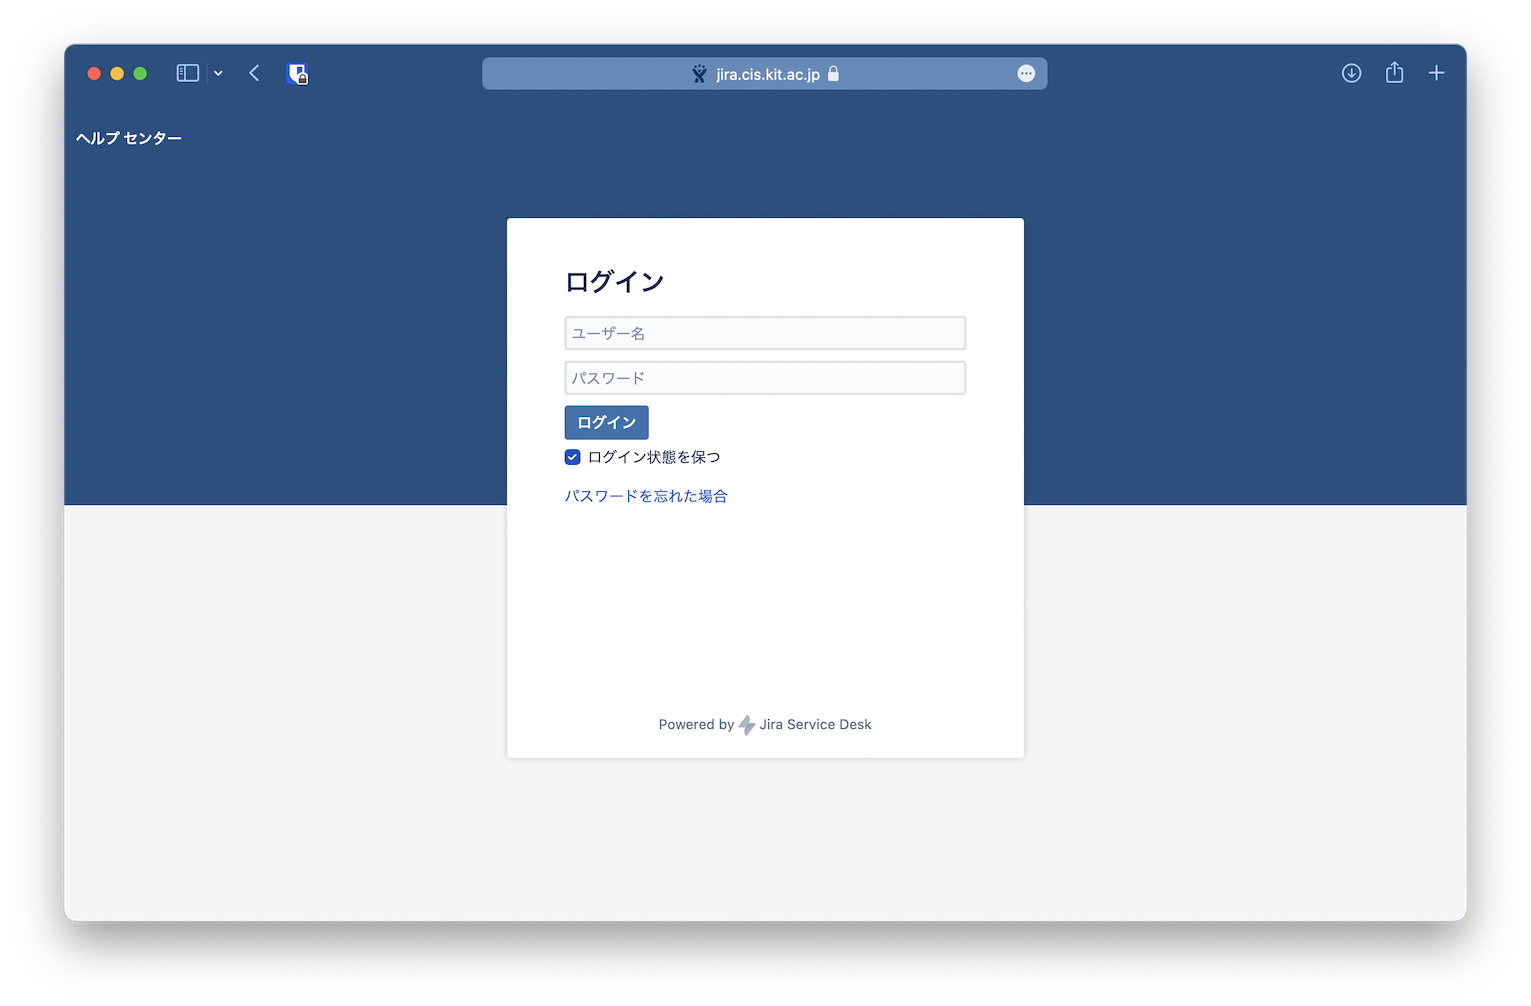 jira.cis.kit.ac.jp
ヘルプ センター
ログイン
ユーザー名
パスワード
ログイン
ログイン状態を保つ
パスワードを忘れた場合
Powered by Jira Service Desk